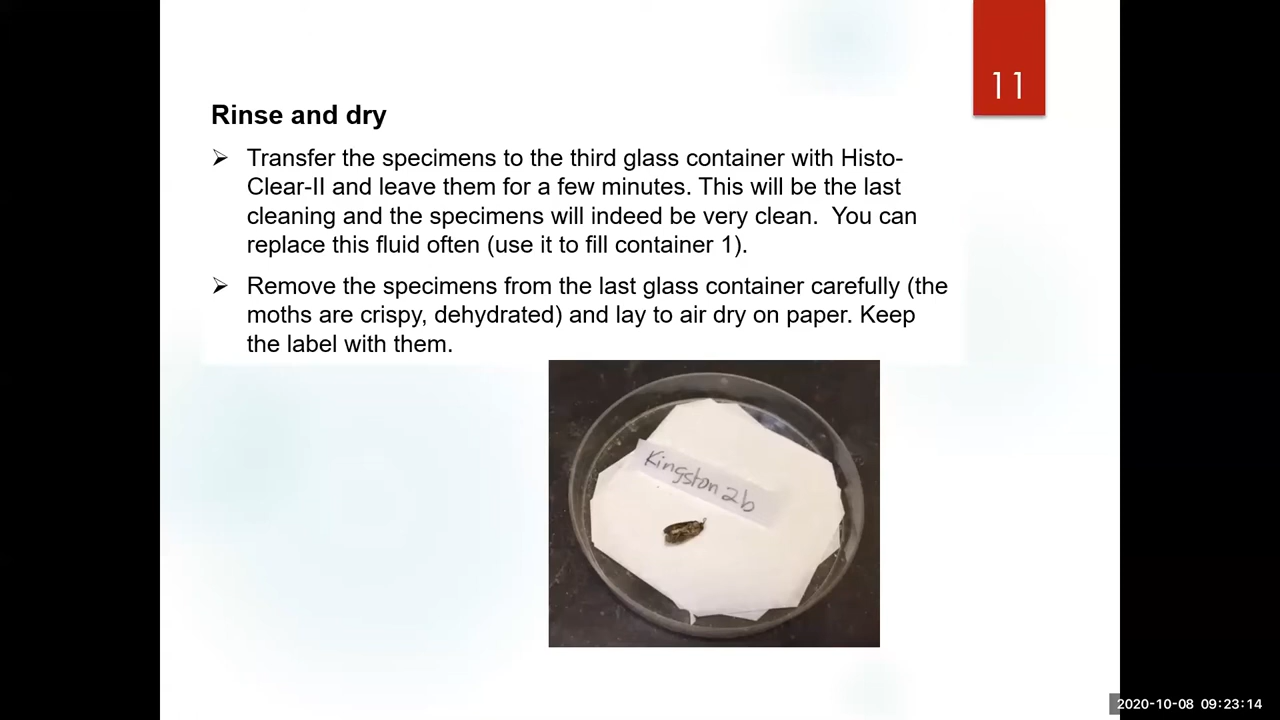 11
Rinse and dry
➢ Transfer the specimens to the third glass container with Histo-
Clear-II and leave them for a few minutes. This will be the last
cleaning and the specimens will indeed be very clean.  You can
replace this fluid often (use it to fill container 1).
➢ Remove the specimens from the last glass container carefully (the
moths are crispy, dehydrated) and lay to air dry on paper. Keep
the label with them.
Kingston 2b
2020-10-08 09:23:14